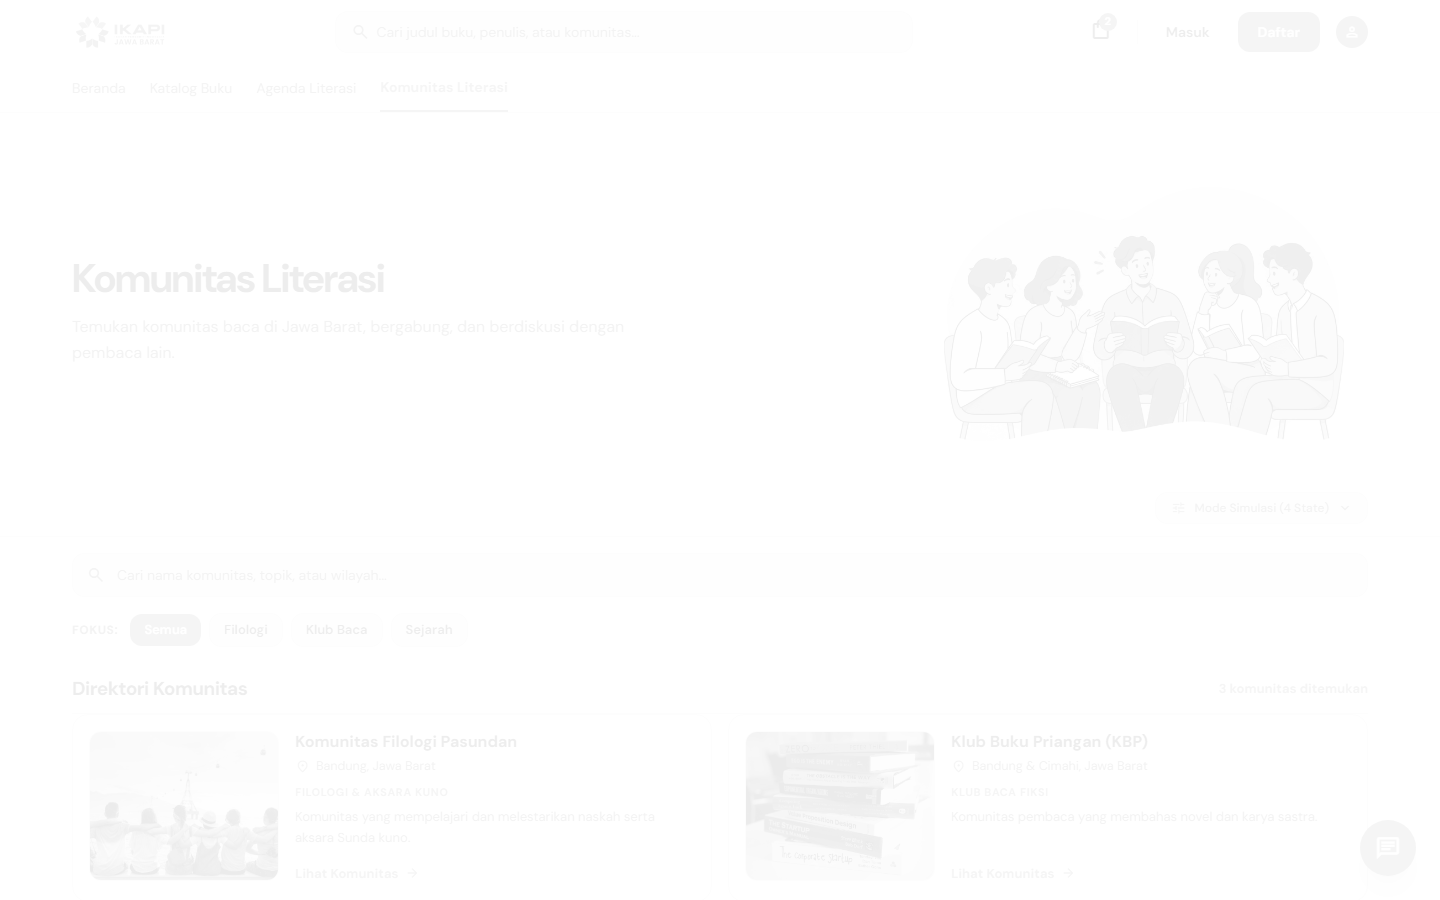 IKAPI
JAWA BARAT
Cari judul buku, penulis, atau komunitas...
2
Masuk
Daftar
Beranda
Katalog Buku
Agenda Literasi
Komunitas Literasi
Komunitas Literasi
Temukan komunitas baca di Jawa Barat, bergabung, dan berdiskusi dengan
pembaca lain.
Mode Simulasi (4 State)
Cari nama komunitas, topik, atau wilayah...
FOKUS:
Semua
Filologi
Klub Baca
Sejarah
Direktori Komunitas
3 komunitas ditemukan
Komunitas Filologi Pasundan
Bandung, Jawa Barat
FILOLOGI & AKSARA KUNO
Komunitas yang mempelajari dan melestarikan naskah serta
aksara Sunda kuno.
Lihat Komunitas
Klub Buku Priangan (KBP)
Bandung & Cimahi, Jawa Barat
KLUB BACA FIKSI
Komunitas pembaca yang membahas novel dan karya sastra.
Lihat Komunitas